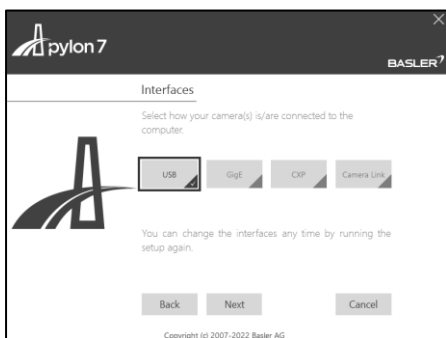 pylon 7
BASLER
Interfaces
Select how your camera(s) is/are connected to the
computer.
USB GigE CXP Camera Link
You can change the interfaces any time by running the
setup again.
Back Next Cancel
Copyright (c) 2007-2022 Basler AG